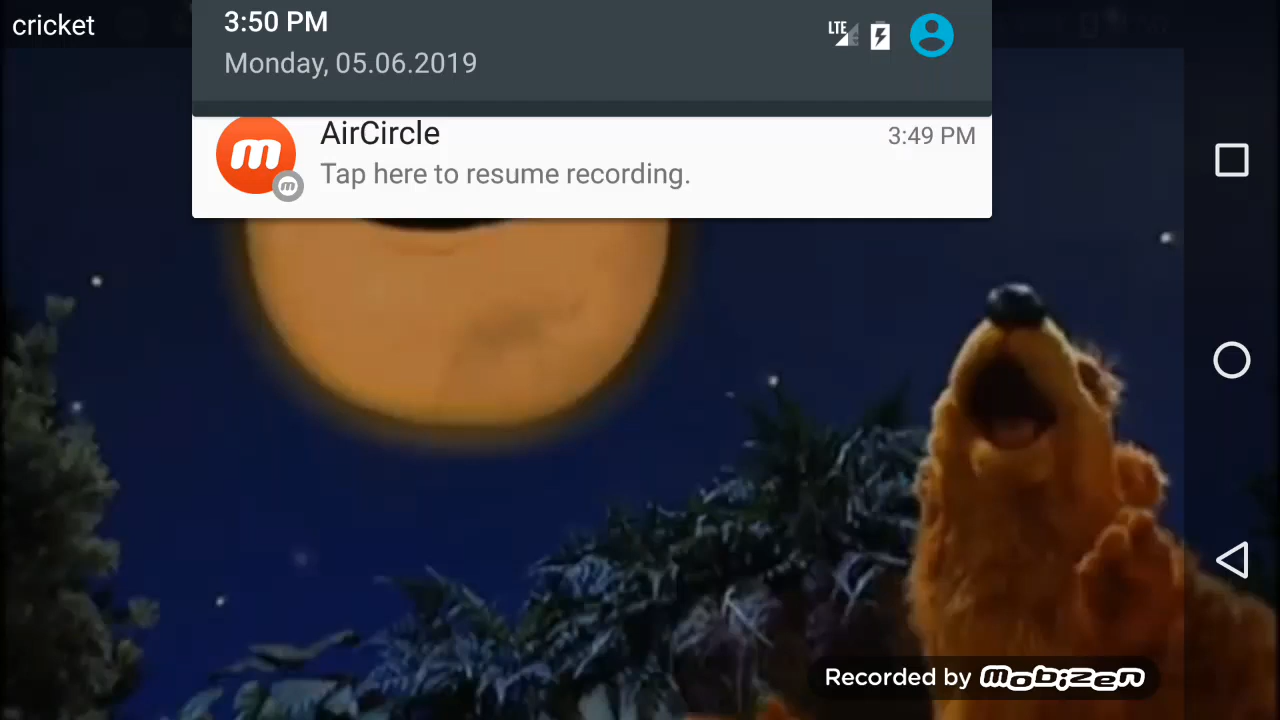 cricket
3:50 PM
LTE
Monday, 05.06.2019
AirCircle
3:49 PM
Tap here to resume recording.
Recorded by mobizen